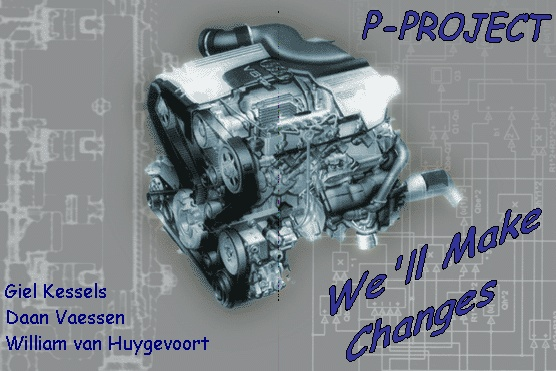 P-PROJECT
We'll Make
Changes
Giel Kessels
Daan Vaessen
William van Huygevoort